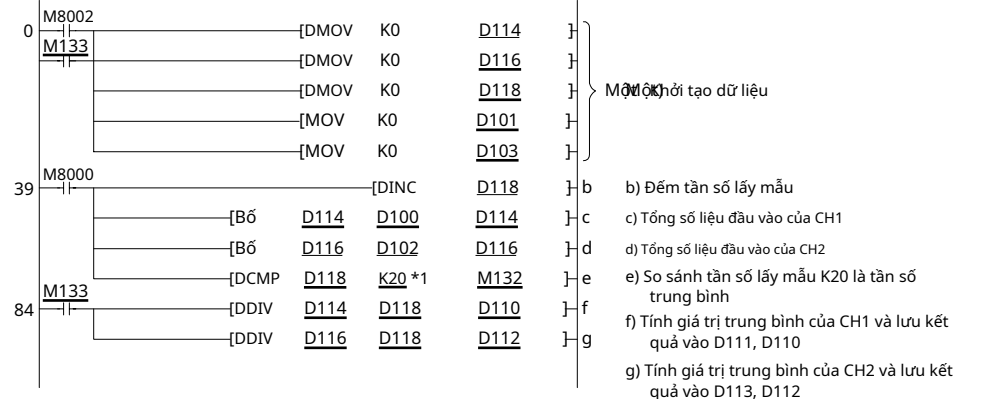 M8002
0 [DMOV K0 D114 ]
M133
[DMOV K0 D116 ]
[DMOV K0 D118 ] Khởi tạo dữ liệu
[MOV K0 D101 ]
[MOV K0 D103 ]
M8000
39 [DINC D118 ] b b) Đếm tần số lấy mẫu
[Bố D114 D100 D114 ] c c) Tổng số liệu đầu vào của CH1
[Bố D116 D102 D116 ] d d) Tổng số liệu đầu vào của CH2
[DCMP D118 K20 *1 M132 ] e e) So sánh tần số lấy mẫu K20 là tần số
trung bình
M133
84 [DDIV D114 D118 D110 ] f f) Tính giá trị trung bình của CH1 và lưu kết
quả vào D111, D110
[DDIV D116 D118 D112 ] g
g) Tính giá trị trung bình của CH2 và lưu kết
quả vào D113, D112